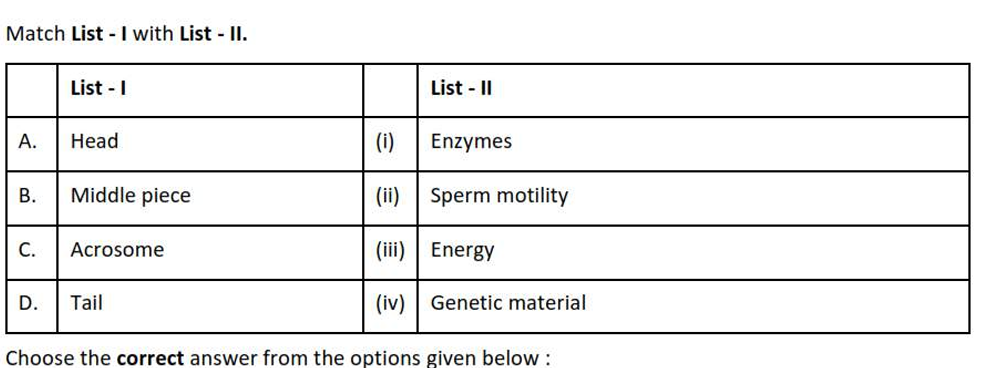 Match List - I with List - II.
List - I List - II
A. Head (i) Enzymes
B. Middle piece (ii) Sperm motility
C. Acrosome (iii) Energy
D. Tail (iv) Genetic material
Choose the correct answer from the options given below :